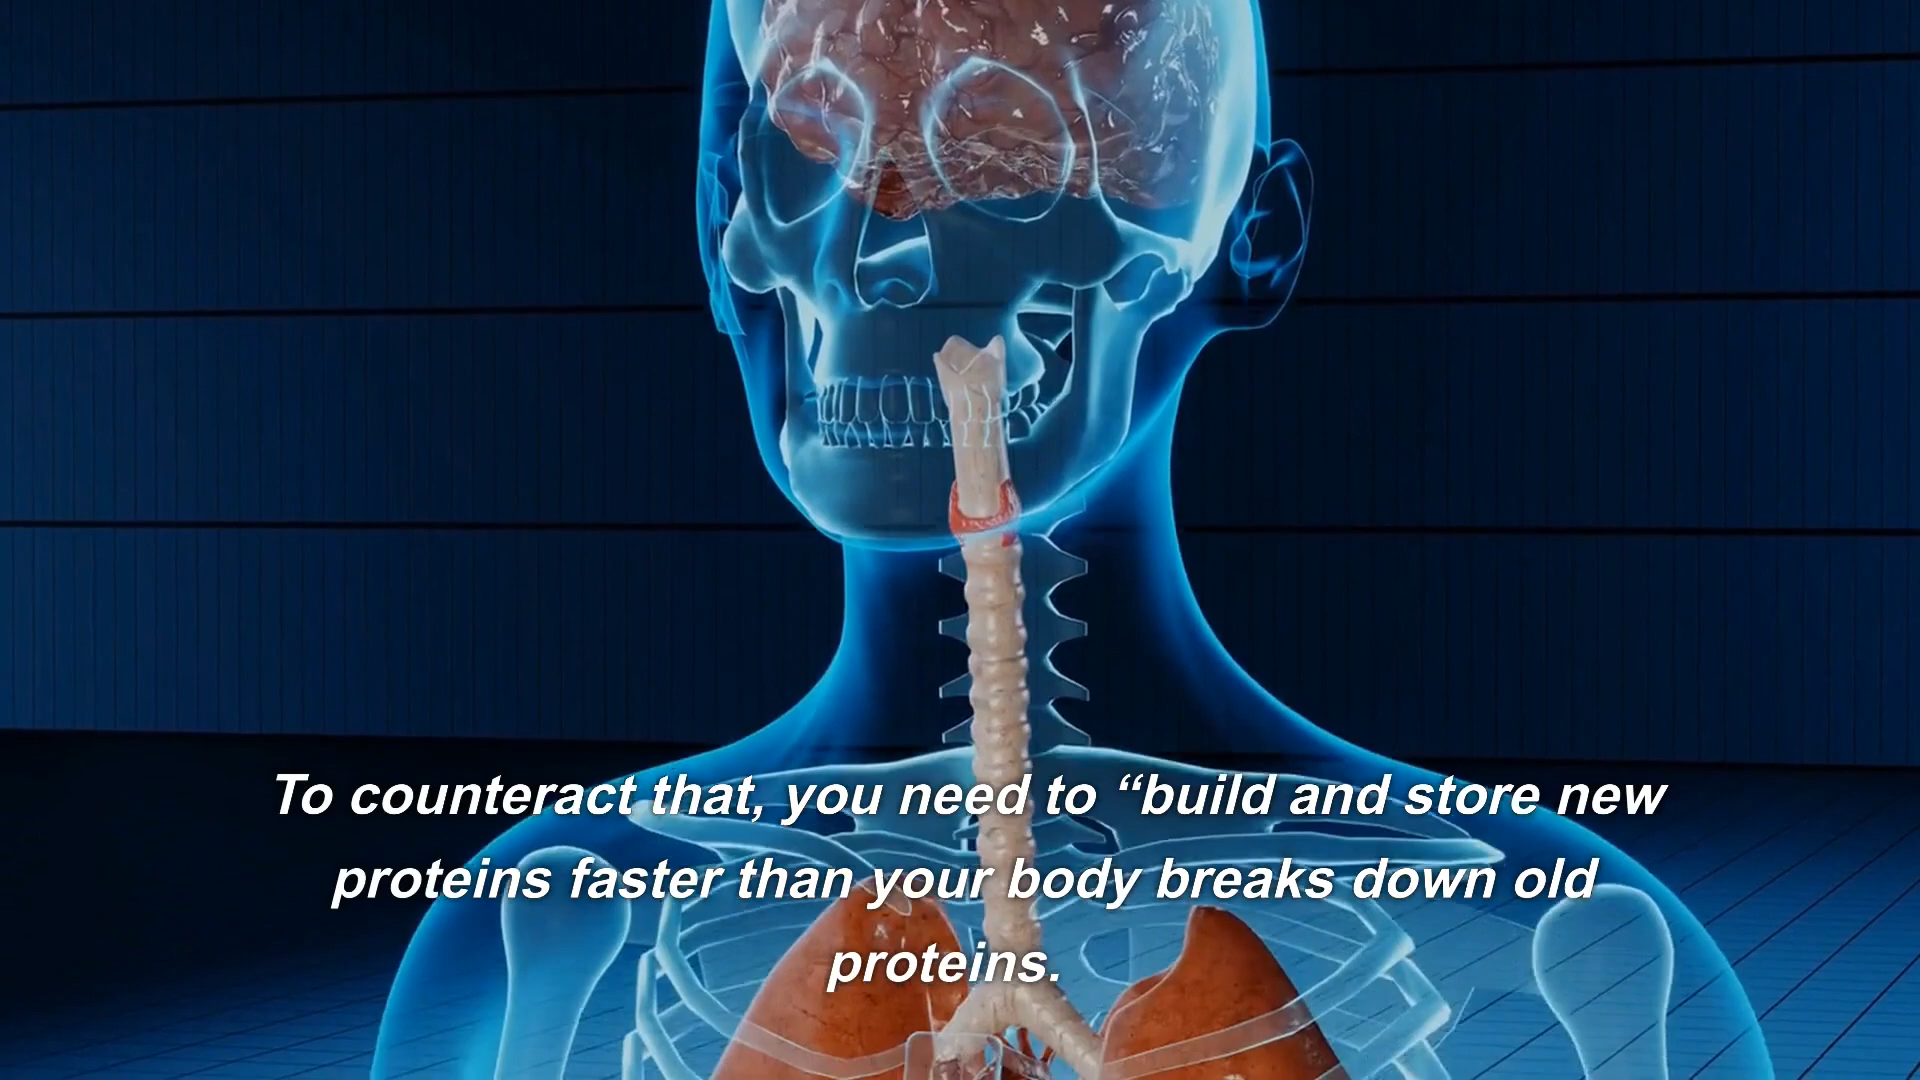 To counteract that, you need to “build and store new
proteins faster than your body breaks down old
proteins.